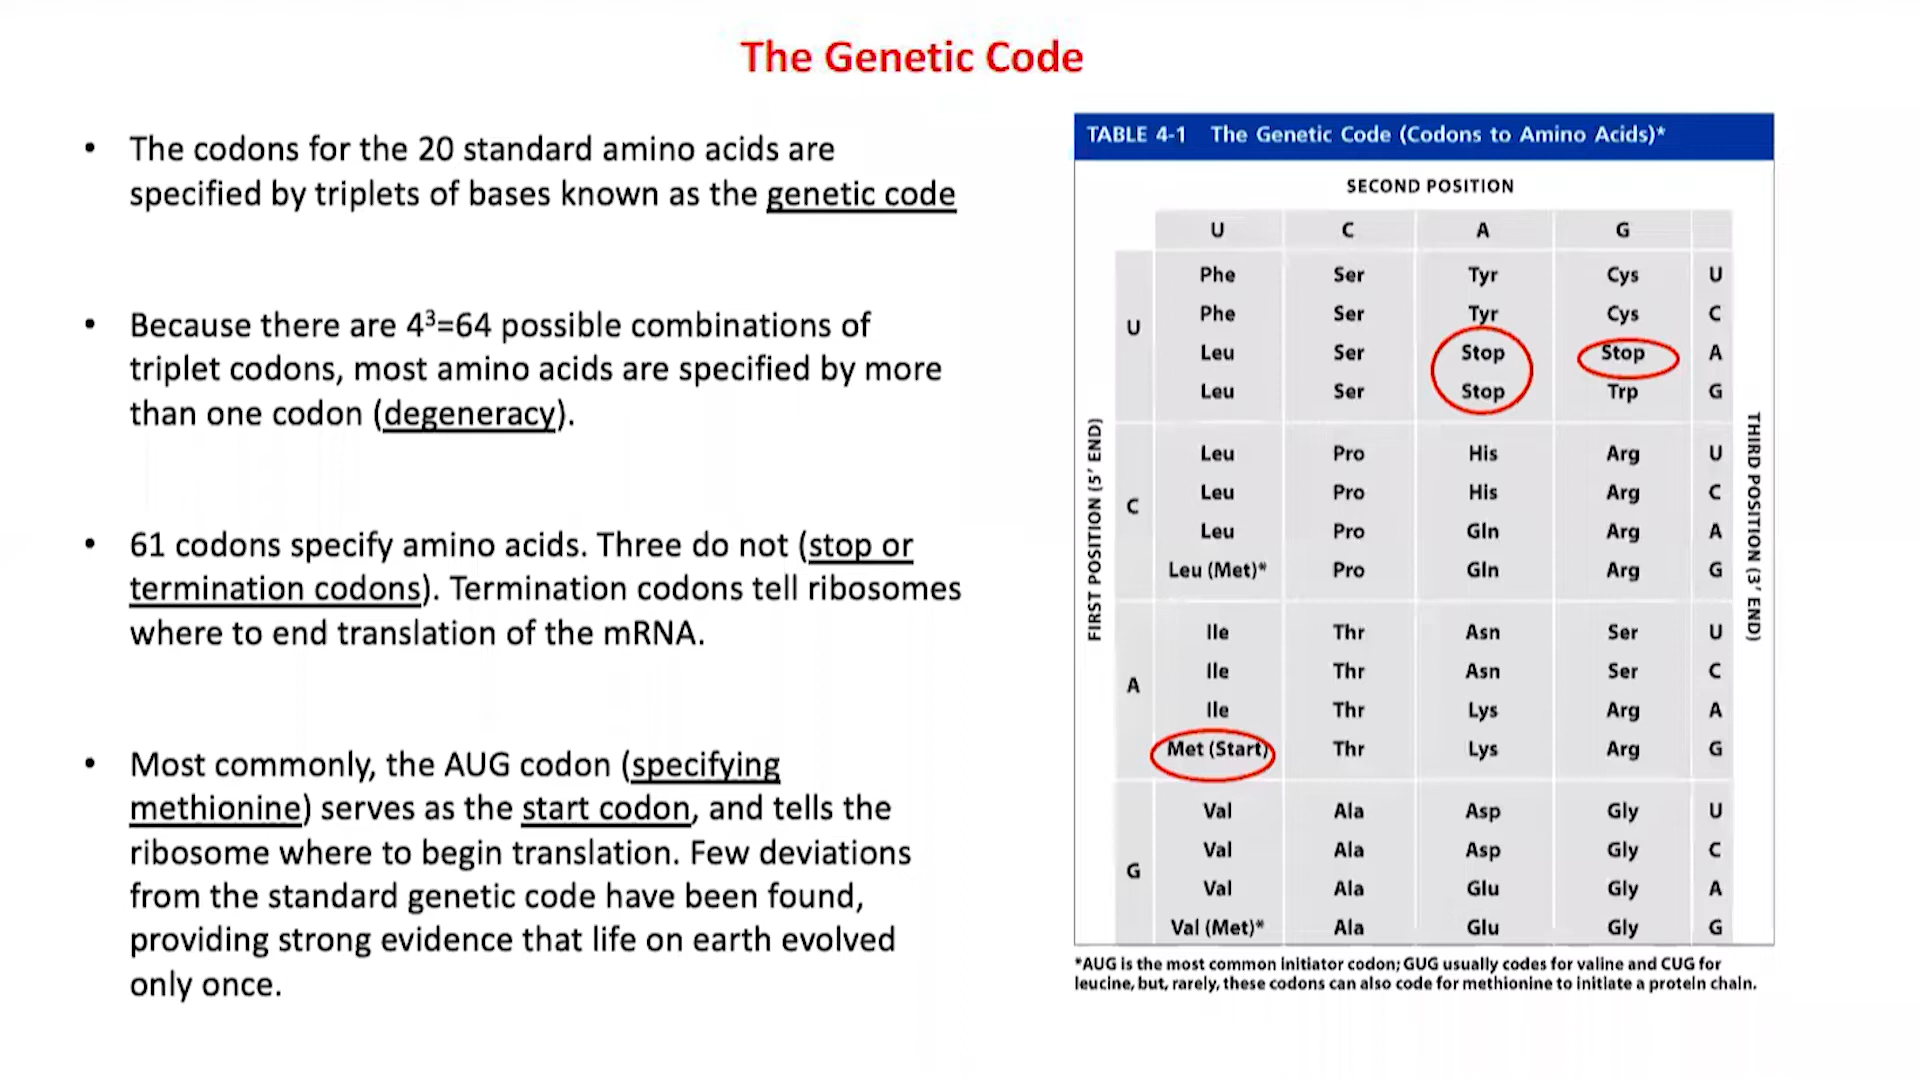 The Genetic Code
• The codons for the 20 standard amino acids are
specified by triplets of bases known as the genetic code
• Because there are 4³=64 possible combinations of
triplet codons, most amino acids are specified by more
than one codon (degeneracy).
• 61 codons specify amino acids. Three do not (stop or
termination codons). Termination codons tell ribosomes
where to end translation of the mRNA.
• Most commonly, the AUG codon (specifying
methionine) serves as the start codon, and tells the
ribosome where to begin translation. Few deviations
from the standard genetic code have been found,
providing strong evidence that life on earth evolved
only once.
TABLE 4-1 The Genetic Code (Codons to Amino Acids)*
SECOND POSITION
U C A G
FIRST POSITION (5' END)
U
Phe Ser Tyr Cys U
Phe Ser Tyr Cys C
Leu Ser Stop Stop A
Leu Ser Stop Trp G
C
Leu Pro His Arg U
Leu Pro His Arg C
Leu Pro Gln Arg A
Leu (Met)* Pro Gln Arg G
A
Ile Thr Asn Ser U
Ile Thr Asn Ser C
Ile Thr Lys Arg A
Met (Start) Thr Lys Arg G
G
Val Ala Asp Gly U
Val Ala Asp Gly C
Val Ala Glu Gly A
Val (Met)* Ala Glu Gly G
THIRD POSITION (3' END)
*AUG is the most common initiator codon; GUG usually codes for valine and CUG for
leucine, but, rarely, these codons can also code for methionine to initiate a protein chain.